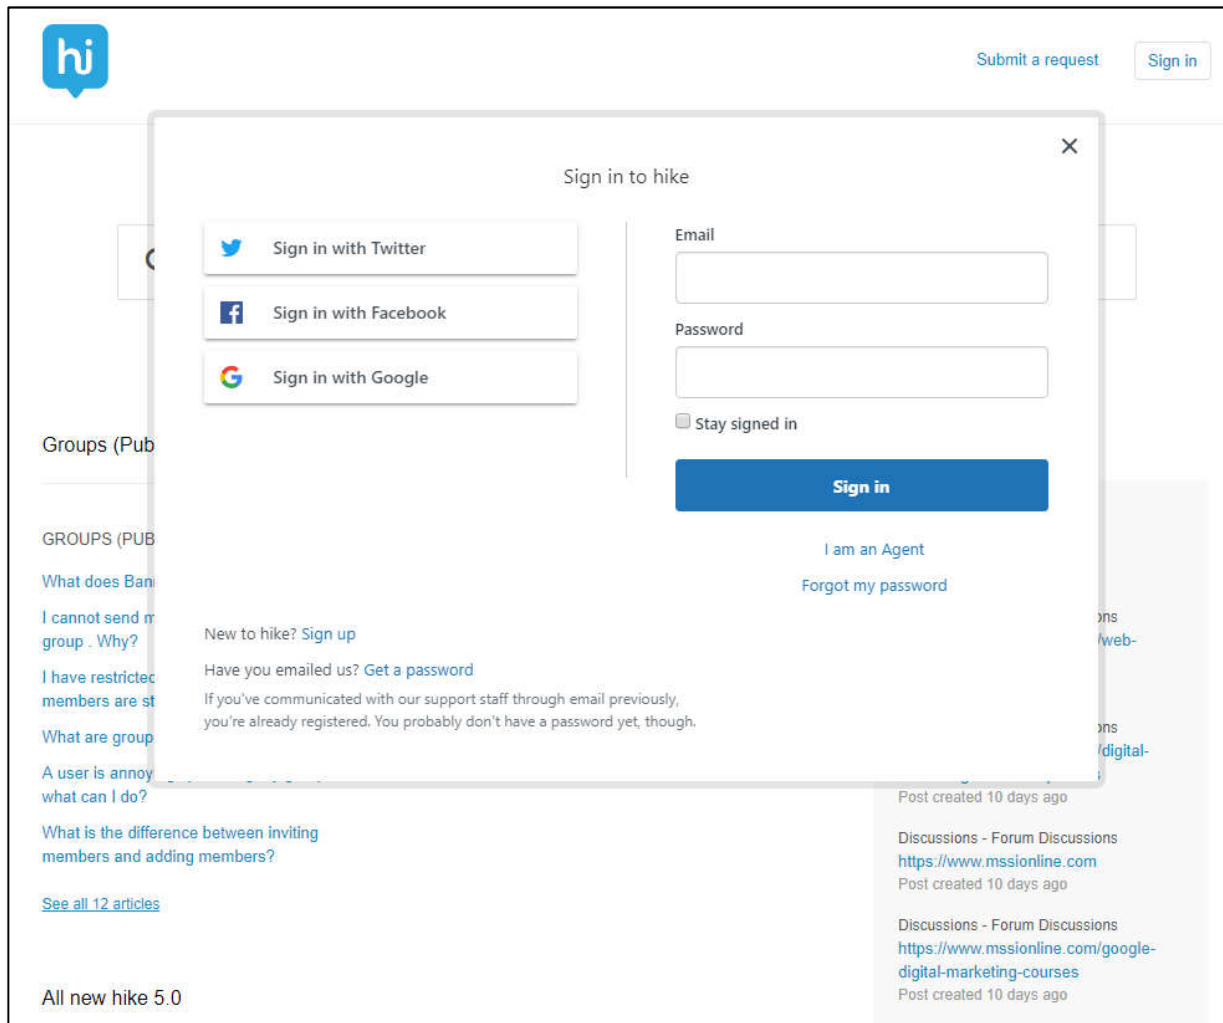 hi
Submit a request
Sign in
Sign in to hike
Sign in with Twitter
Sign in with Facebook
Sign in with Google
Email
Password
Stay signed in
Sign in
I am an Agent
Forgot my password
New to hike? Sign up
Have you emailed us? Get a password
If you've communicated with our support staff through email previously,
you're already registered. You probably don't have a password yet, though.
Groups (Pub
GROUPS (PUB
What does Ban
I cannot send m
group . Why?
I have restricted
members are st
What are group
A user is annoy
what can I do?
What is the difference between inviting
members and adding members?
See all 12 articles
All new hike 5.0
ons
/web-
ons
/digital-
s
Post created 10 days ago
Discussions - Forum Discussions
https://www.mssionline.com
Post created 10 days ago
Discussions - Forum Discussions
https://www.mssionline.com/google-
digital-marketing-courses
Post created 10 days ago